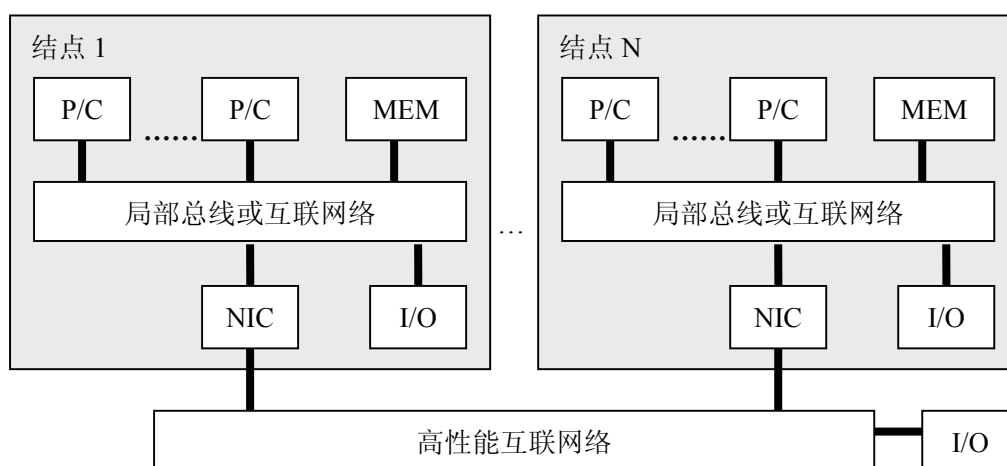 结点 1
P/C
......
P/C
MEM
局部总线或互联网络
NIC
I/O
...
结点 N
P/C
......
P/C
MEM
局部总线或互联网络
NIC
I/O
高性能互联网络
I/O